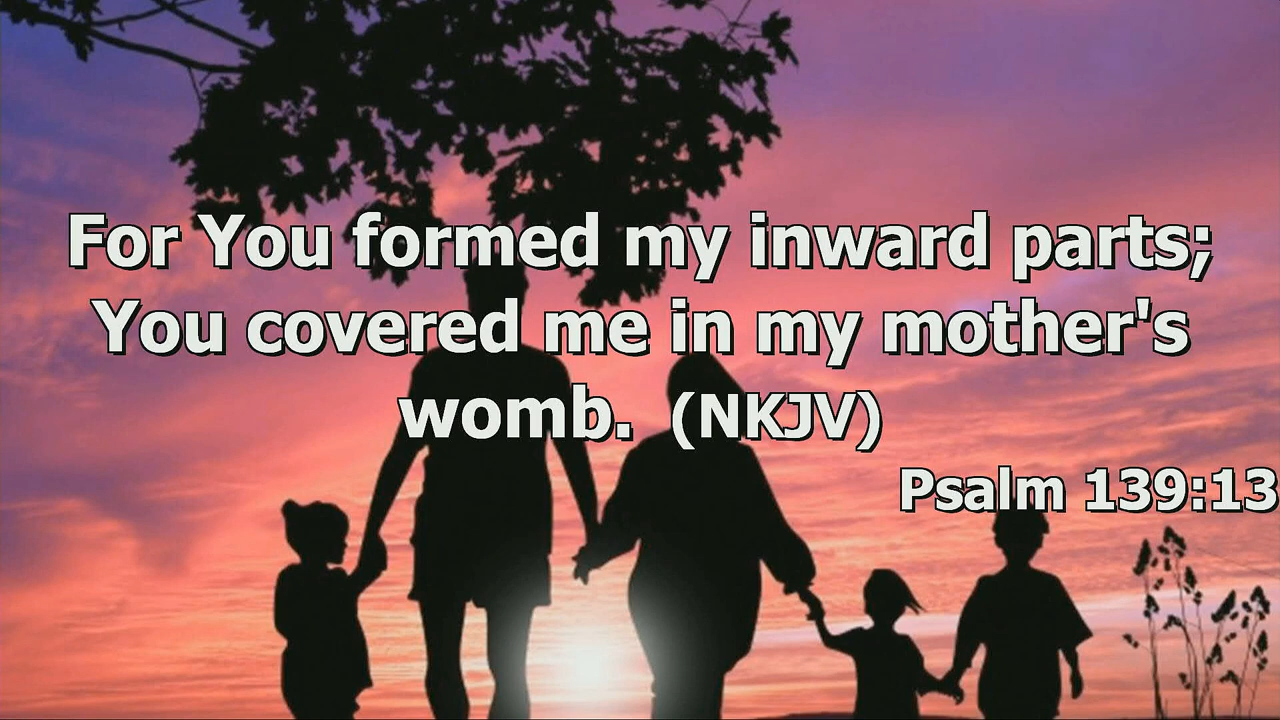 For You formed my inward parts;
You covered me in my mother's
womb. (NKJV)
Psalm 139:13